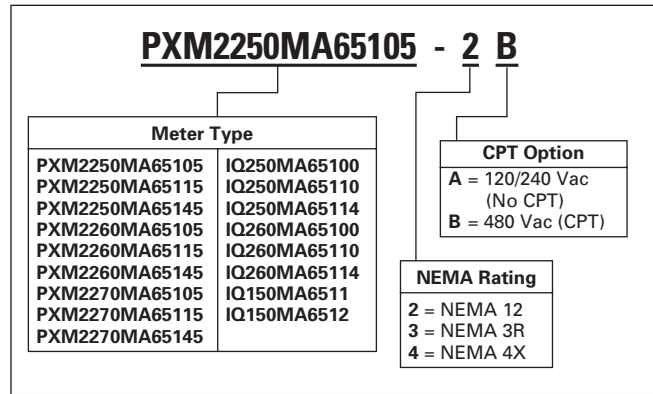 PXM2250MA65105 - 2 B
Meter Type
PXM2250MA65105 IQ250MA65100
PXM2250MA65115 IQ250MA65110
PXM2250MA65145 IQ250MA65114
PXM2260MA65105 IQ260MA65100
PXM2260MA65115 IQ260MA65110
PXM2260MA65145 IQ260MA65114
PXM2270MA65105 IQ150MA6511
PXM2270MA65115 IQ150MA6512
PXM2270MA65145
CPT Option
A = 120/240 Vac
(No CPT)
B = 480 Vac (CPT)
NEMA Rating
2 = NEMA 12
3 = NEMA 3R
4 = NEMA 4X